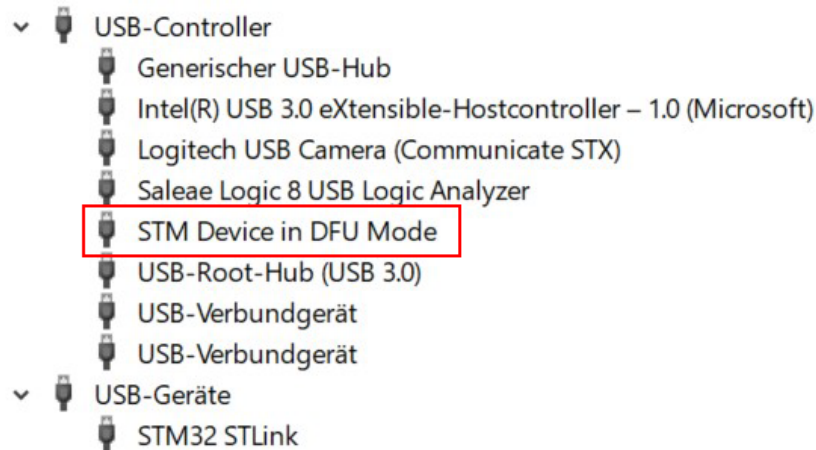 USB-Controller
Generischer USB-Hub
Intel(R) USB 3.0 eXtensible-Hostcontroller – 1.0 (Microsoft)
Logitech USB Camera (Communicate STX)
Saleae Logic 8 USB Logic Analyzer
STM Device in DFU Mode
USB-Root-Hub (USB 3.0)
USB-Verbundgerät
USB-Verbundgerät
USB-Geräte
STM32 STLink